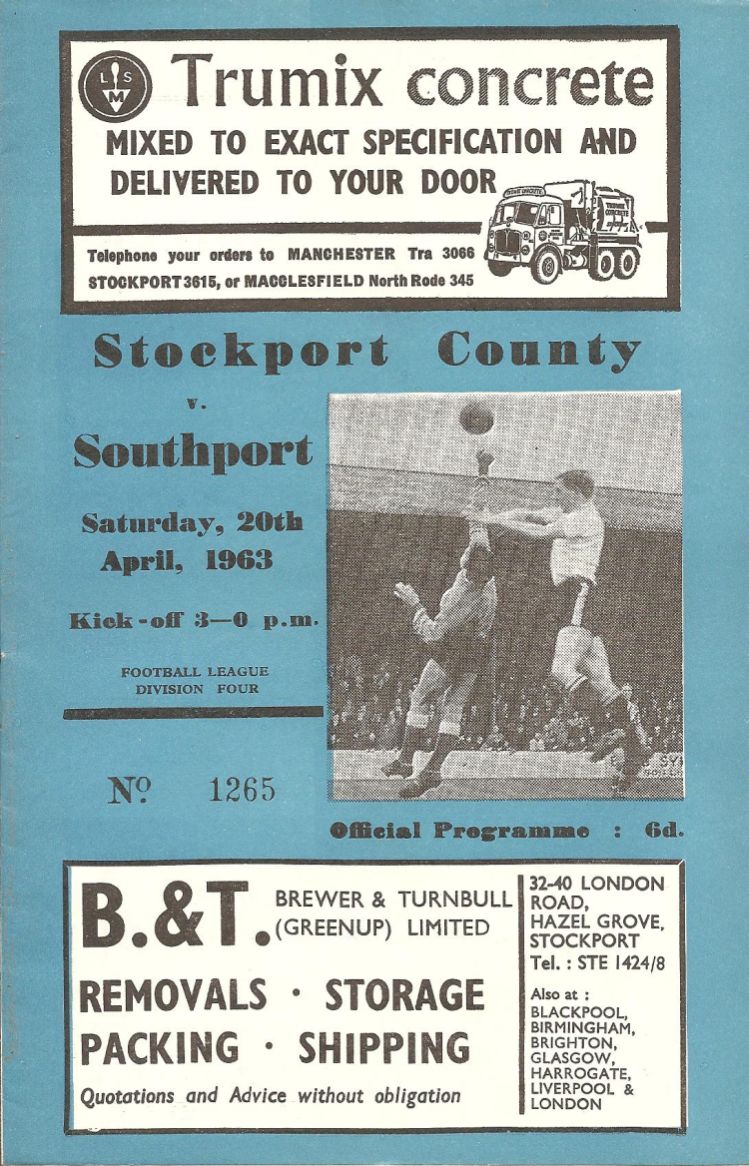 L S M
Trumix concrete
MIXED TO EXACT SPECIFICATION AND
DELIVERED TO YOUR DOOR
TRUMIX CONCRETE
TRUMIX
CONCRETE
Telephone your orders to MANCHESTER Tra 3066
STOCKPORT 3615, or MACCLESFIELD North Rode 345
Stockport County
v.
Southport
Saturday, 20th
April, 1963
Kick-off 3—0 p.m.
FOOTBALL LEAGUE
DIVISION FOUR
No. 1265
Official Programme : 6d.
B.&T. BREWER & TURNBULL
(GREENUP) LIMITED
REMOVALS · STORAGE
PACKING · SHIPPING
Quotations and Advice without obligation
32-40 LONDON
ROAD,
HAZEL GROVE,
STOCKPORT
Tel. : STE 1424/8
Also at :
BLACKPOOL,
BIRMINGHAM,
BRIGHTON,
GLASGOW,
HARROGATE,
LIVERPOOL &
LONDON